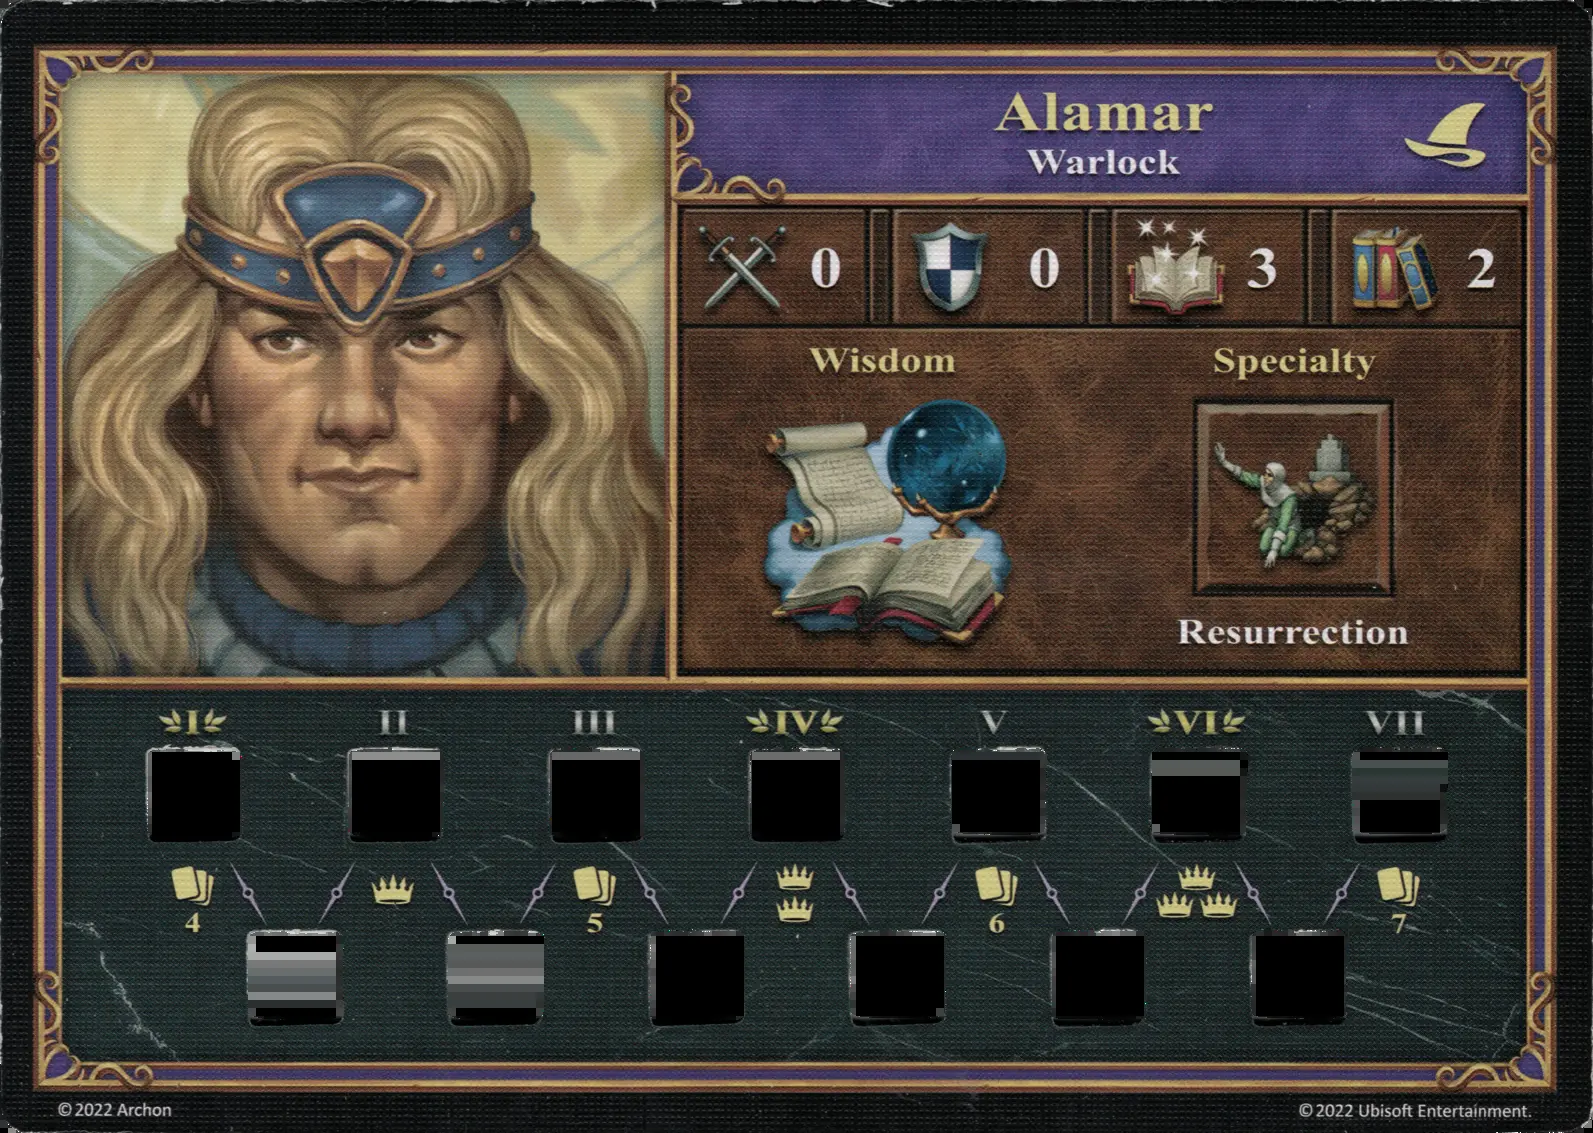 Alamar
Warlock
0 0 3 2
Wisdom Specialty
Resurrection
I II III IV V VI VII
4 5 6 7
©2022 Archon ©2022 Ubisoft Entertainment.